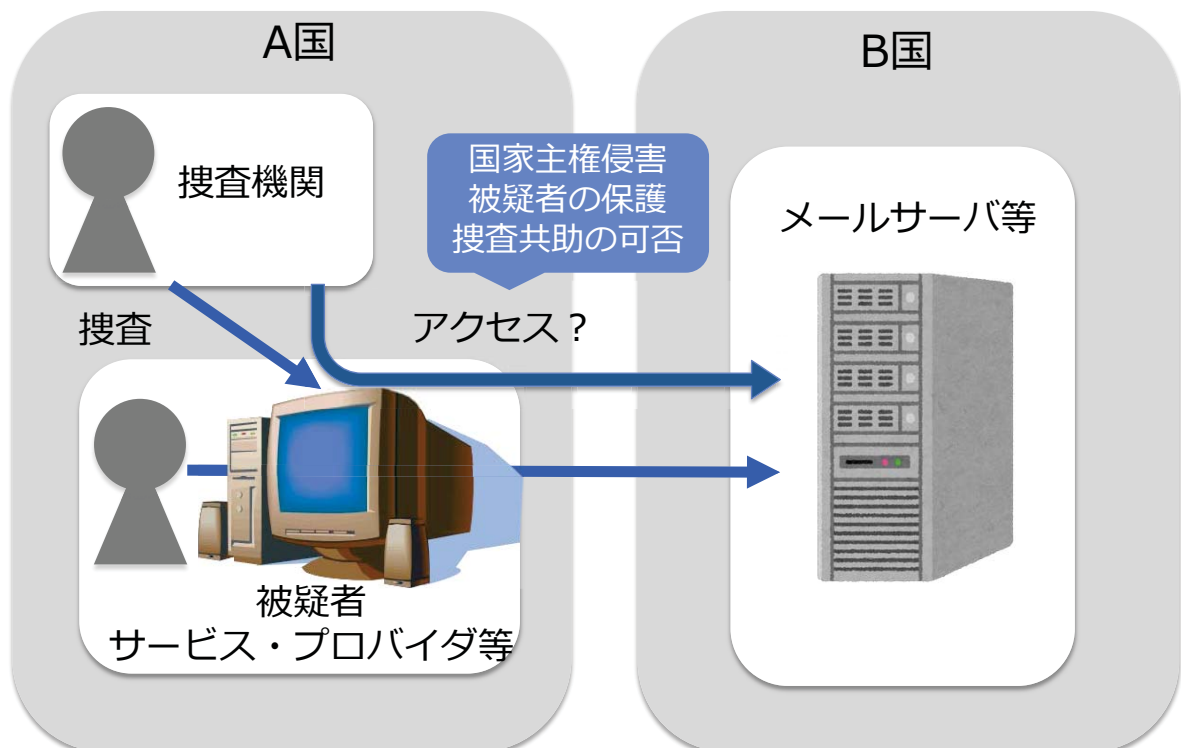 A国
B国
捜査機関
国家主権侵害
被疑者の保護
捜査共助の可否
メールサーバ等
捜査
アクセス？
被疑者
サービス・プロバイダ等